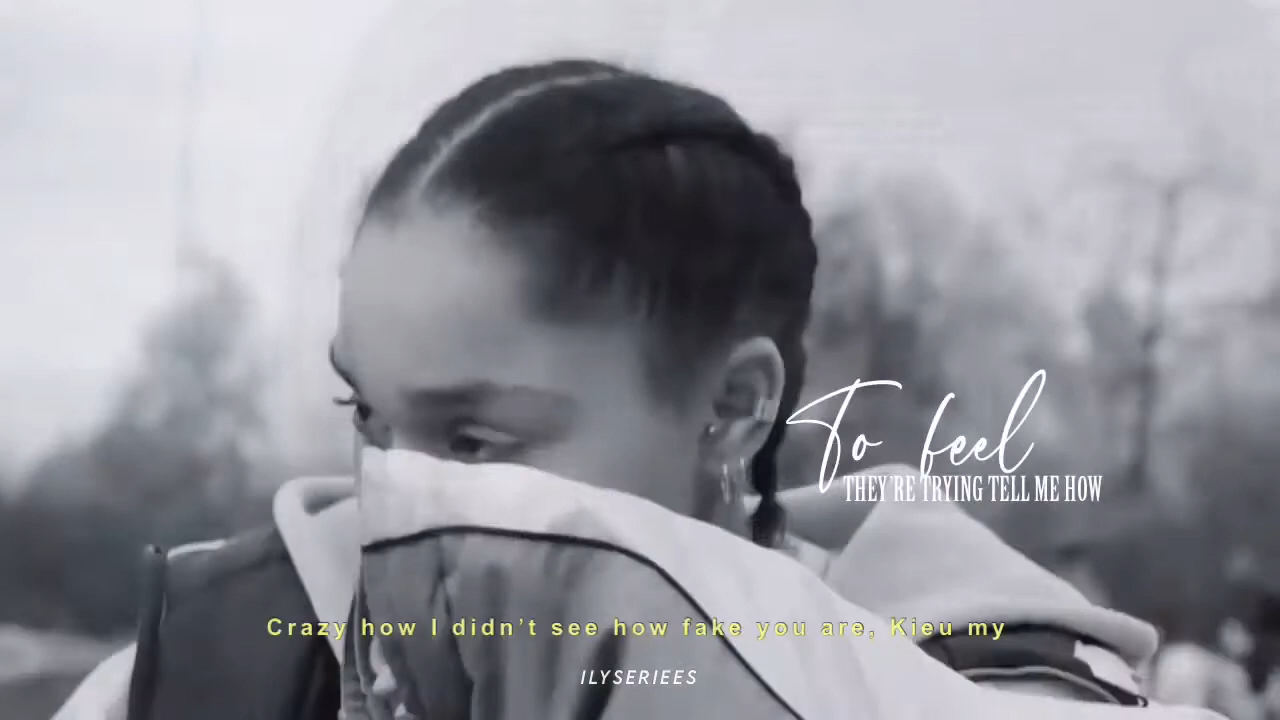 To feel
THEY'RE TRYING TELL ME HOW
Crazy how I didn't see how fake you are, Kieu my
ILYSERIEES